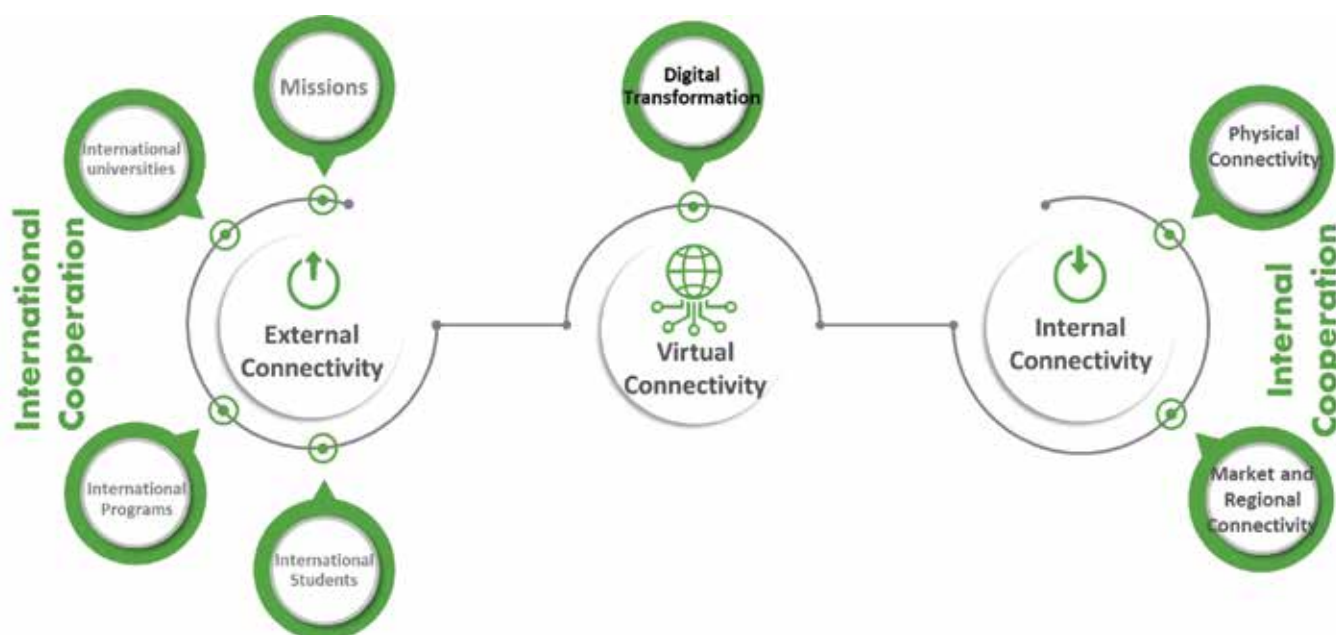 Missions
International
universities
International
Cooperation
External
Connectivity
International
Programs
International
Students
Digital
Transformation
Virtual
Connectivity
Physical
Connectivity
Internal
Connectivity
Internal
Cooperation
Market and
Regional
Connectivity